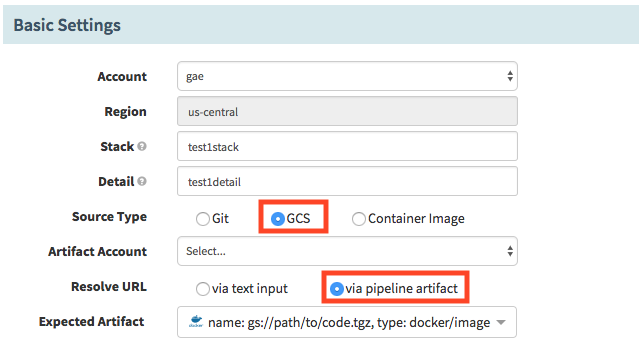 Basic Settings
Account gae
Region us-central
Stack test1stack
Detail test1detail
Source Type Git GCS Container Image
Artifact Account Select...
Resolve URL via text input via pipeline artifact
Expected Artifact docker name: gs://path/to/code.tgz, type: docker/image